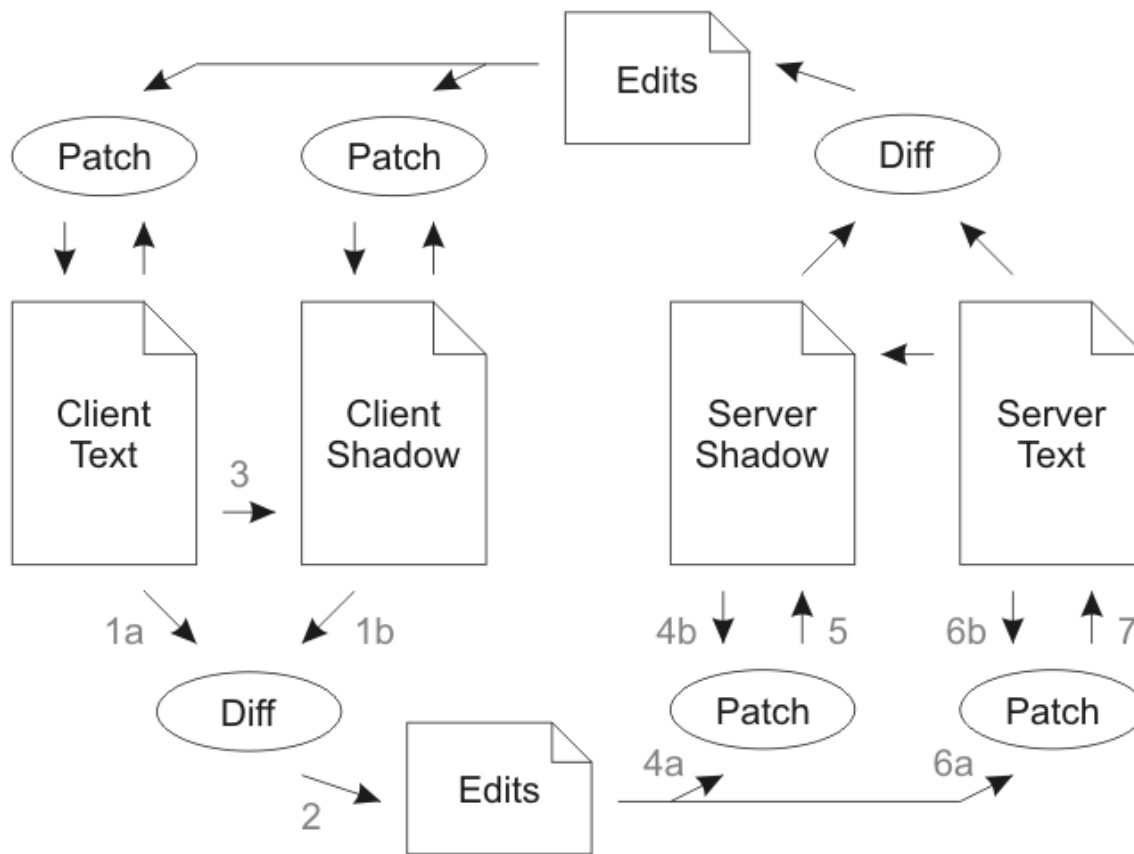 Edits
Patch
Patch
Diff
Client
Text
Client
Shadow
Server
Shadow
Server
Text
3
1a
1b
4b
5
6b
7
Diff
Patch
Patch
2
Edits
4a
6a